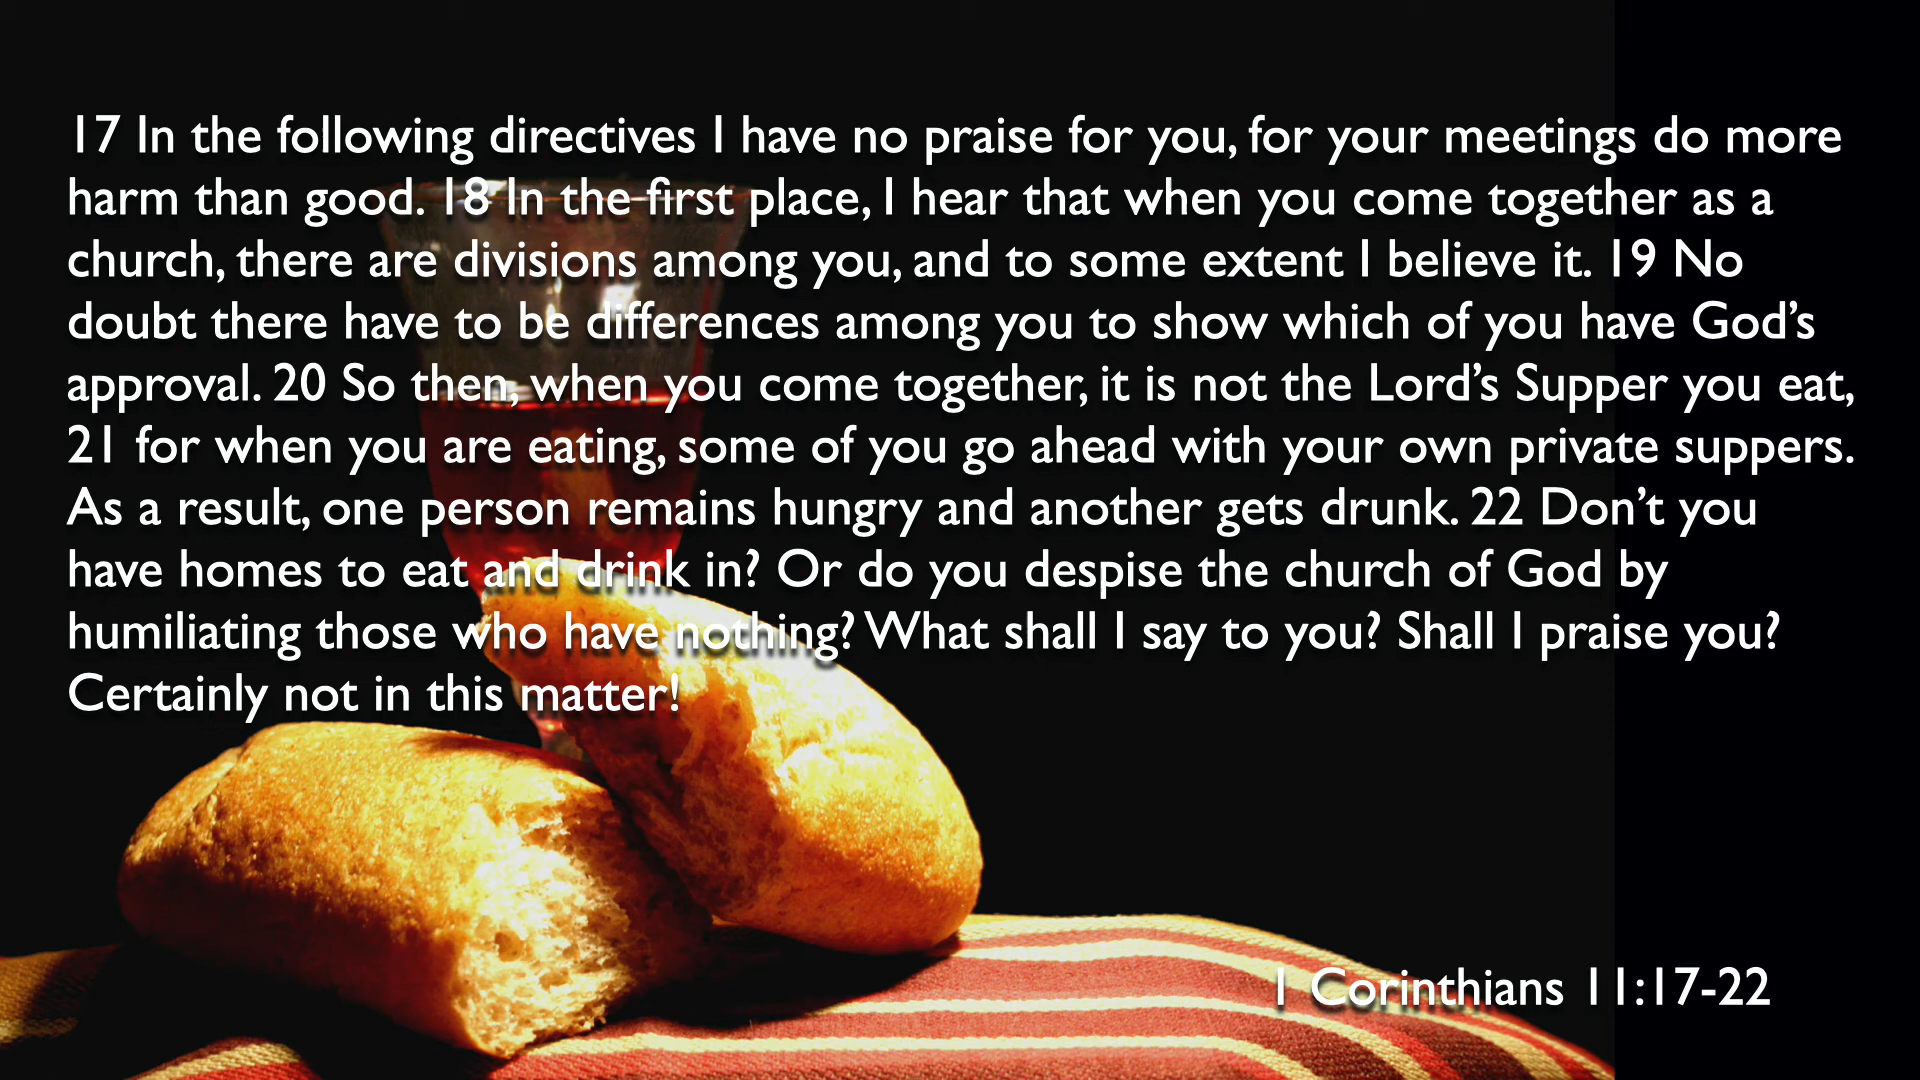 17 In the following directives I have no praise for you, for your meetings do more
harm than good. 18 In the first place, I hear that when you come together as a
church, there are divisions among you, and to some extent I believe it. 19 No
doubt there have to be differences among you to show which of you have God’s
approval. 20 So then, when you come together, it is not the Lord’s Supper you eat,
21 for when you are eating, some of you go ahead with your own private suppers.
As a result, one person remains hungry and another gets drunk. 22 Don’t you
have homes to eat and drink in? Or do you despise the church of God by
humiliating those who have nothing? What shall I say to you? Shall I praise you?
Certainly not in this matter!
1 Corinthians 11:17-22